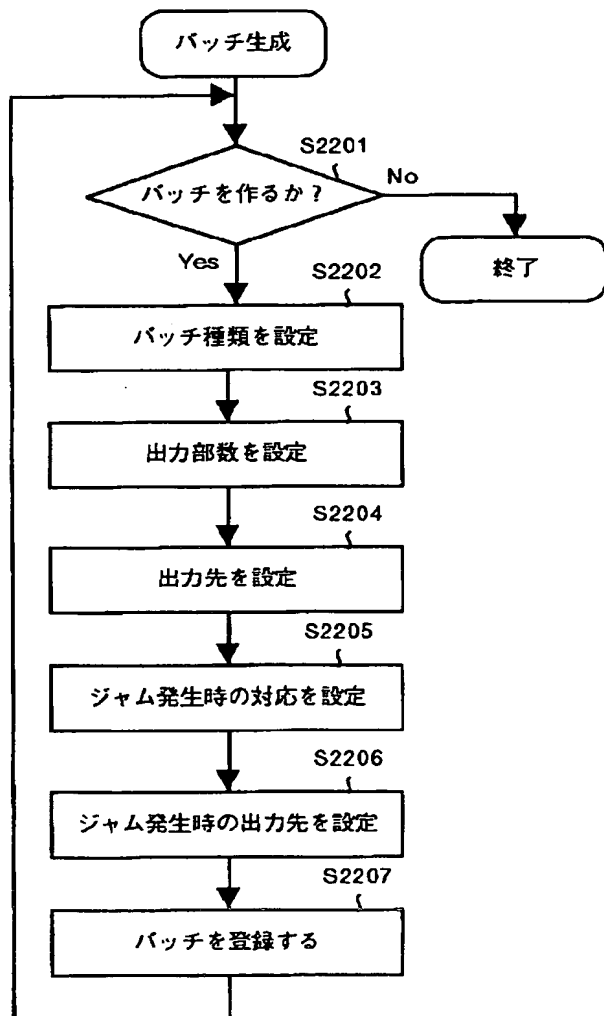 バッチ生成
S2201
バッチを作るか？
No
終了
Yes
S2202
バッチ種類を設定
S2203
出力部数を設定
S2204
出力先を設定
S2205
ジャム発生時の対応を設定
S2206
ジャム発生時の出力先を設定
S2207
バッチを登録する